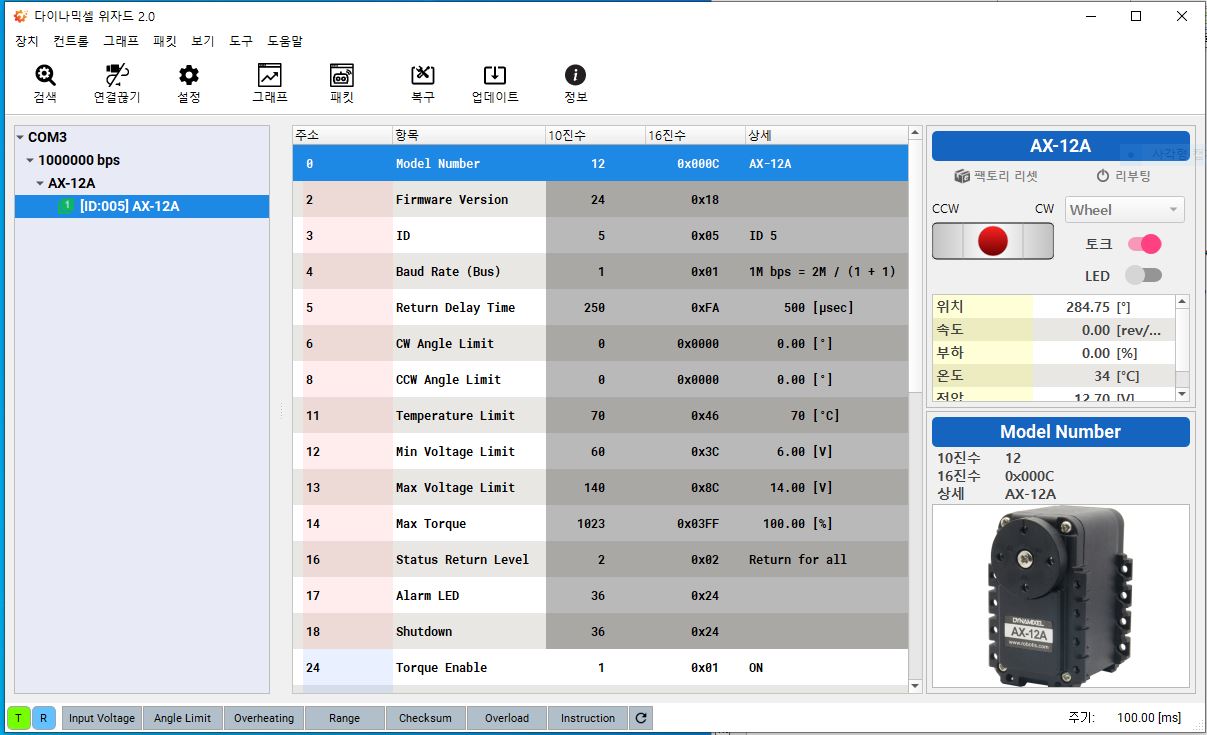 다이나믹셀 위자드 2.0
장치 컨트롤 그래프 패킷 보기 도구 도움말
검색 연결끊기 설정 그래프 패킷 복구 업데이트 정보
COM3
1000000 bps
AX-12A
1 [ID:005] AX-12A
주소 항목 10진수 16진수 상세
0 Model Number 12 0x000C AX-12A
2 Firmware Version 24 0x18
3 ID 5 0x05 ID 5
4 Baud Rate (Bus) 1 0x01 1M bps = 2M / (1 + 1)
5 Return Delay Time 250 0xFA 500 [μsec]
6 CW Angle Limit 0 0x0000 0.00 [°]
8 CCW Angle Limit 0 0x0000 0.00 [°]
11 Temperature Limit 70 0x46 70 [°C]
12 Min Voltage Limit 60 0x3C 6.00 [V]
13 Max Voltage Limit 140 0x8C 14.00 [V]
14 Max Torque 1023 0x03FF 100.00 [%]
16 Status Return Level 2 0x02 Return for all
17 Alarm LED 36 0x24
18 Shutdown 36 0x24
24 Torque Enable 1 0x01 ON
AX-12A
사각형
팩토리 리셋 리부팅
CCW CW Wheel
토크
LED
위치 284.75 [°]
속도 0.00 [rev/...
부하 0.00 [%]
온도 34 [°C]
전압 12.70 [V]
Model Number
10진수 12
16진수 0x000C
상세 AX-12A
DYNAMIXEL
AX-12A
www.robotis.com
T R Input Voltage Angle Limit Overheating Range Checksum Overload Instruction
주기: 100.00 [ms]